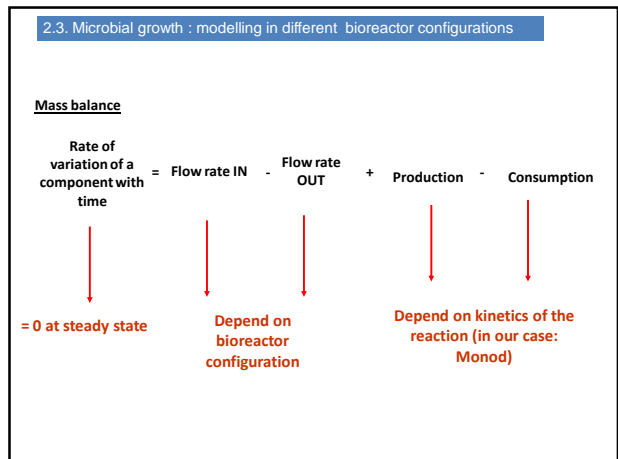 2.3. Microbial growth : modelling in different bioreactor configurations
Mass balance
Rate of
variation of a
component with
time
= Flow rate IN - Flow rate
OUT
+ Production - Consumption
= 0 at steady state
Depend on
bioreactor
configuration
Depend on kinetics of the
reaction (in our case:
Monod)